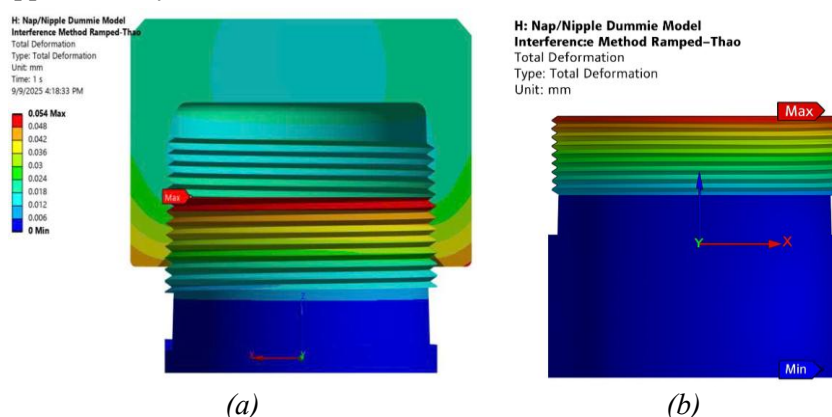 H: Nap/Nipple Dummie Model
Interference Method Ramped-Thao
Total Deformation
Type: Total Deformation
Unit: mm
Time: 1 s
9/9/2025 4:18:33 PM
0.054 Max
0.048
0.042
0.036
0.03
0.024
0.018
0.012
0.006
0 Min
Max
Z
Y
(a)
H: Nap/Nipple Dummie Model
Interference Method Ramped–Thao
Total Deformation
Type: Total Deformation
Unit: mm
Max
Y
X
Min
(b)